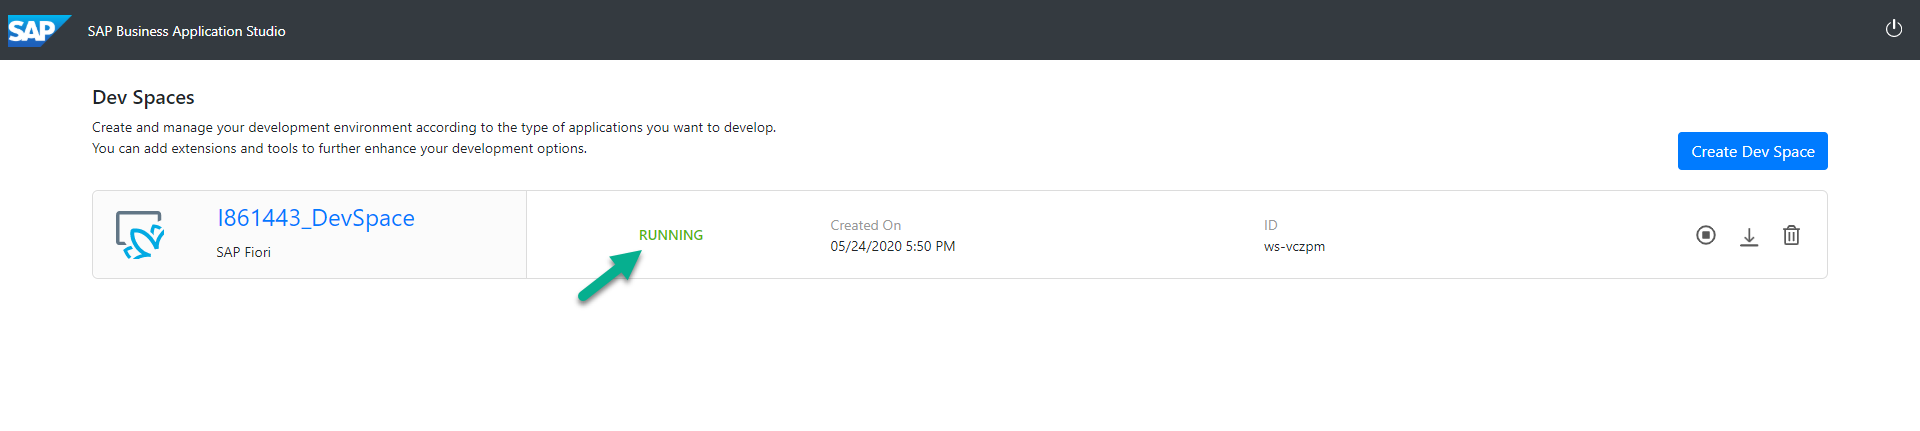 SAP
SAP Business Application Studio
Dev Spaces
Create and manage your development environment according to the type of applications you want to develop.
You can add extensions and tools to further enhance your development options.
Create Dev Space
I861443_DevSpace
SAP Fiori
RUNNING
Created On
05/24/2020 5:50 PM
ID
ws-vczpm